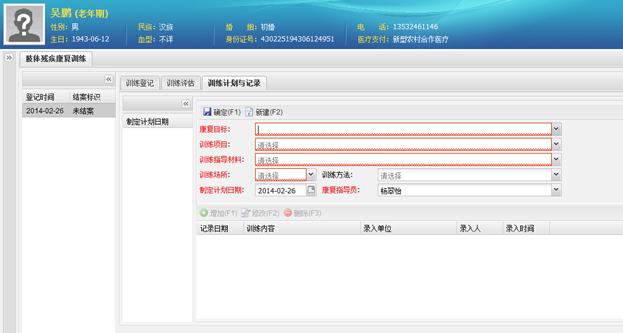 吴鹏 (老年期)
性别: 男 民族: 汉族 婚 姻: 初婚 电 话: 13532461146
生日: 1943-06-12 血型: 不详 身份证号: 430225194306124951 医疗支付: 新型农村合作医疗
肢体残疾康复训练
训练登记 训练评估 训练计划与记录
登记时间 结案标识
2014-02-26 未结案
制定计划日期
确定(F1) 新建(F2)
康复目标:
训练项目: 请选择
训练指导材料: 请选择
训练场所: 请选择 训练方法: 请选择
制定计划日期: 2014-02-26 康复指导员: 杨翠怡
增加(F1) 修改(F2) 删除(F3)
记录日期 训练内容 录入单位 录入人 录入时间